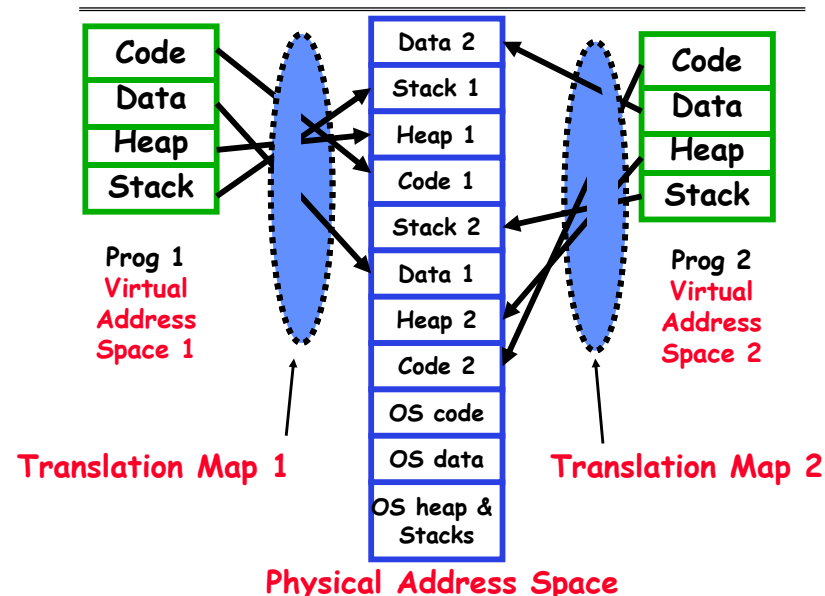 Code
Data
Heap
Stack
Prog 1
Virtual
Address
Space 1
Translation Map 1
Data 2
Stack 1
Heap 1
Code 1
Stack 2
Data 1
Heap 2
Code 2
OS code
OS data
OS heap &
Stacks
Physical Address Space
Code
Data
Heap
Stack
Prog 2
Virtual
Address
Space 2
Translation Map 2